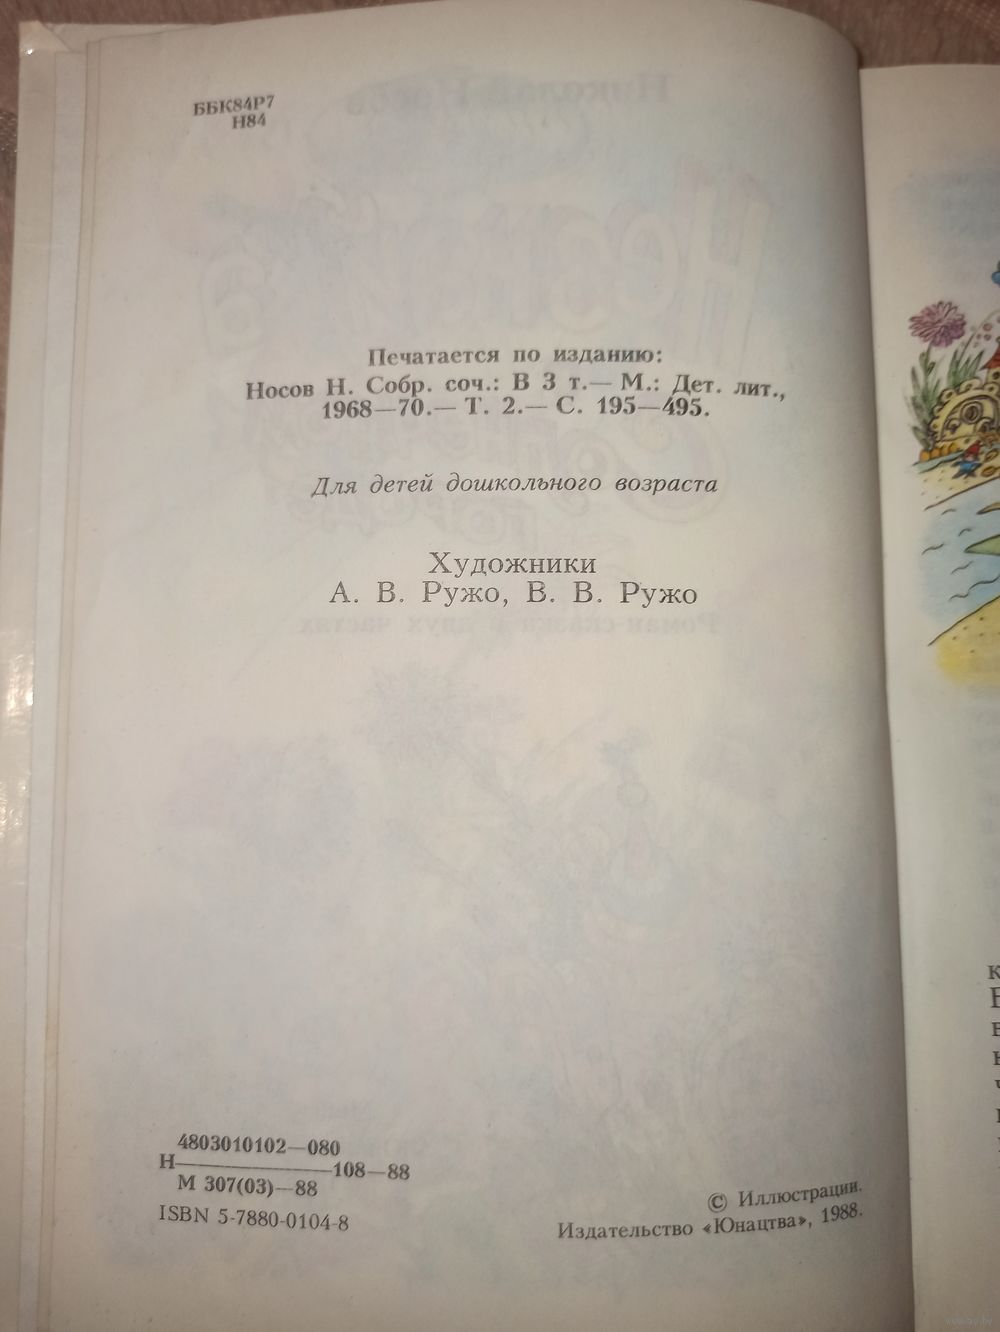 ББК84Р7
Н84
Печатается по изданию:
Носов Н. Собр. соч.: В 3 т.— М.: Дет. лит.,
1968—70.— Т. 2.— С. 195—495.
Для детей дошкольного возраста
Художники
А. В. Ружо, В. В. Ружо
4803010102—080
Н————————108—88
М 307(03)—88
ISBN 5-7880-0104-8
© Иллюстрации.
Издательство «Юнацтва», 1988.